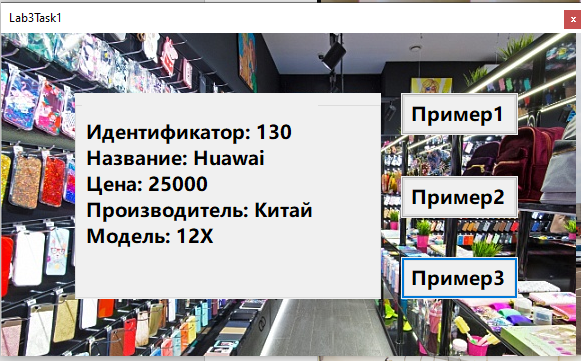 Lab3Task1
x
Идентификатор: 130
Название: Huawai
Цена: 25000
Производитель: Китай
Модель: 12X
Пример1
Пример2
Пример3